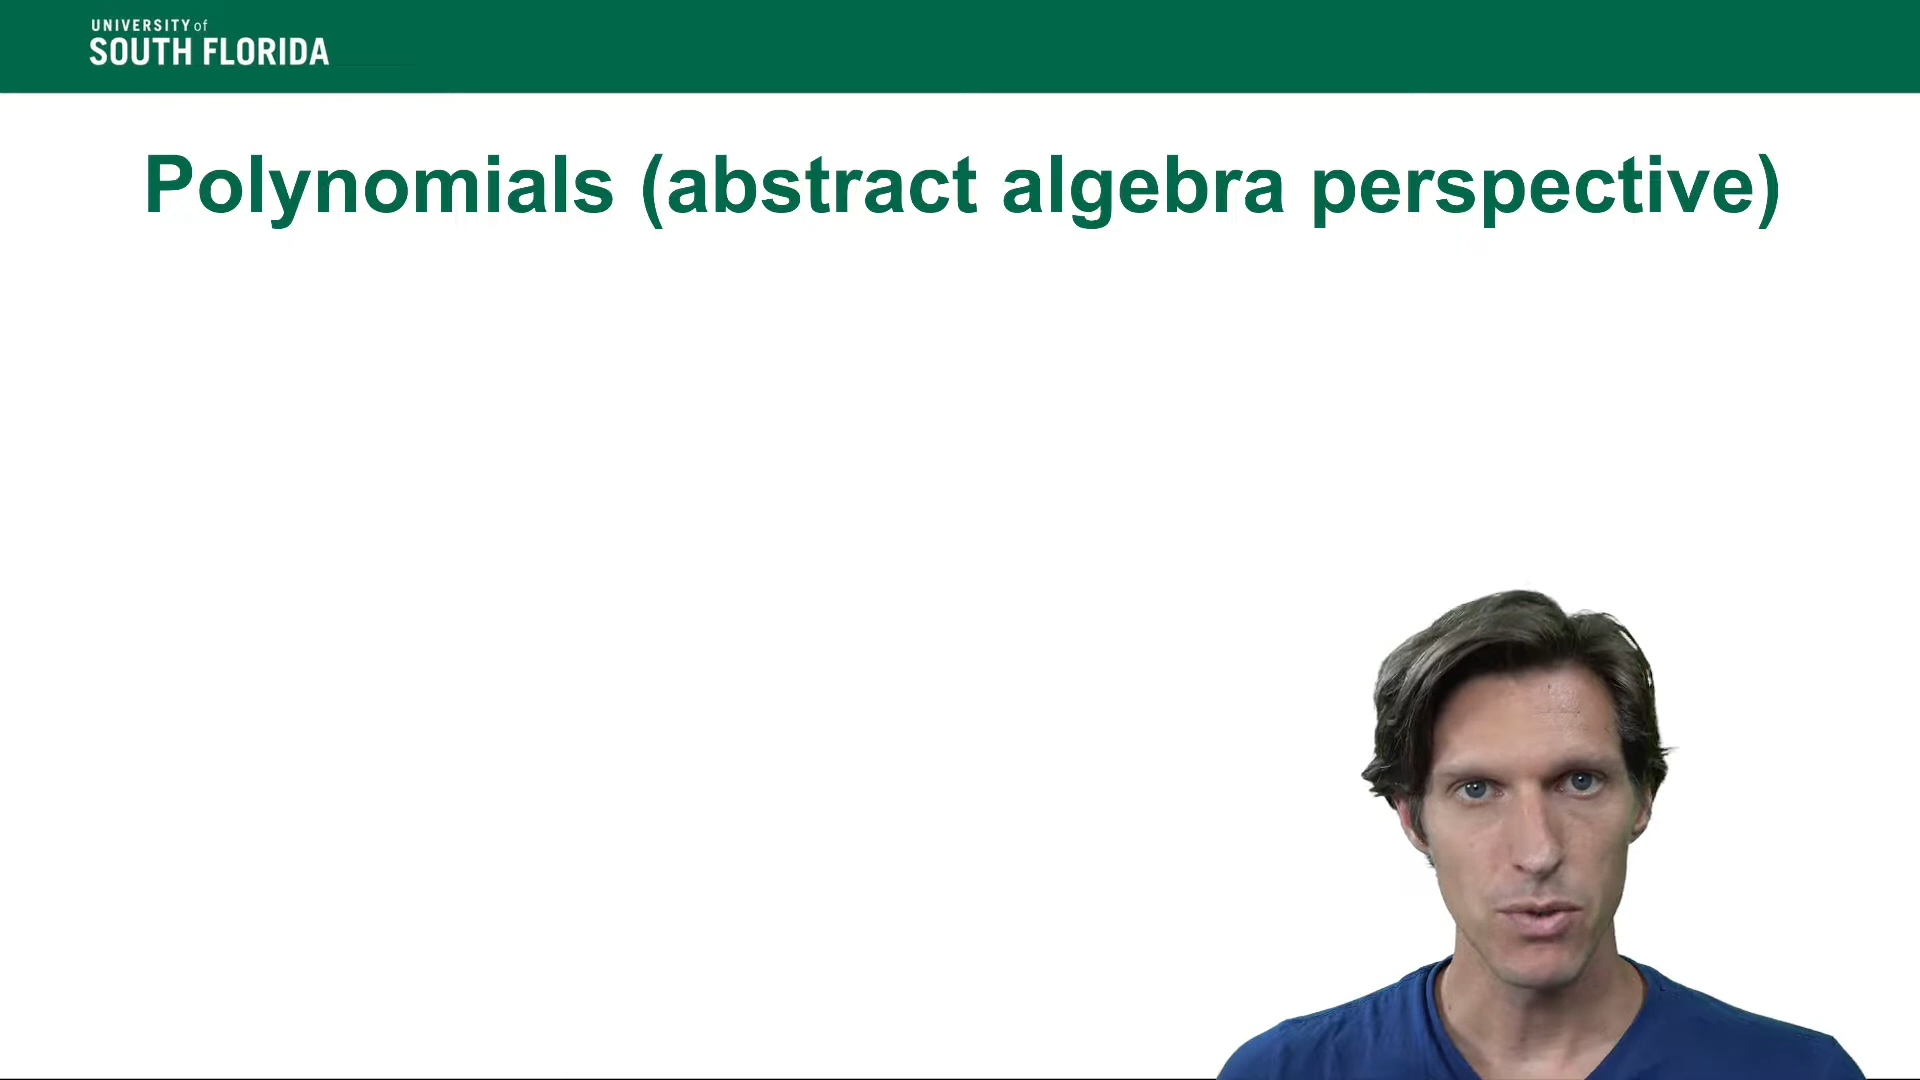 UNIVERSITY of
SOUTH FLORIDA
Polynomials (abstract algebra perspective)